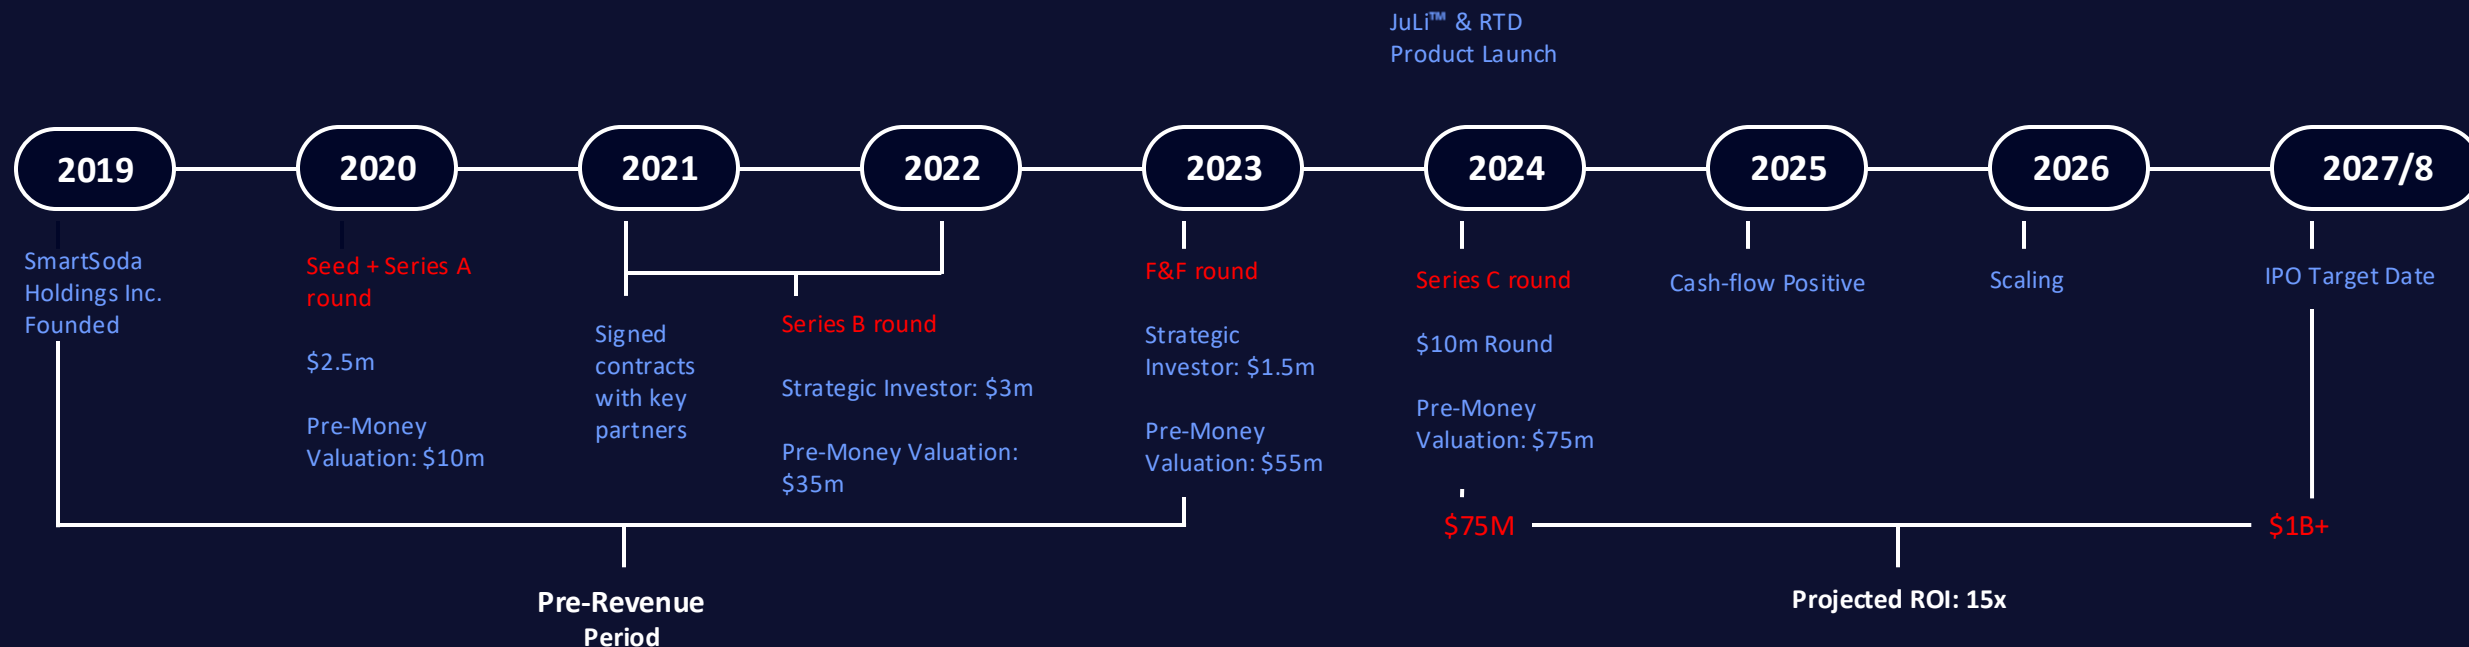 JuLi™ & RTD
Product Launch
2019
2020
2021
2022
2023
2024
2025
2026
2027/8
SmartSoda
Holdings Inc.
Founded
Seed + Series A
round
$2.5m
Pre-Money
Valuation: $10m
Signed
contracts
with key
partners
Series B round
Strategic Investor: $3m
Pre-Money Valuation:
$35m
F&F round
Strategic
Investor: $1.5m
Pre-Money
Valuation: $55m
Series C round
$10m Round
Pre-Money
Valuation: $75m
Cash-flow Positive
Scaling
IPO Target Date
$75M
$1B+
Pre-Revenue
Period
Projected ROI: 15x